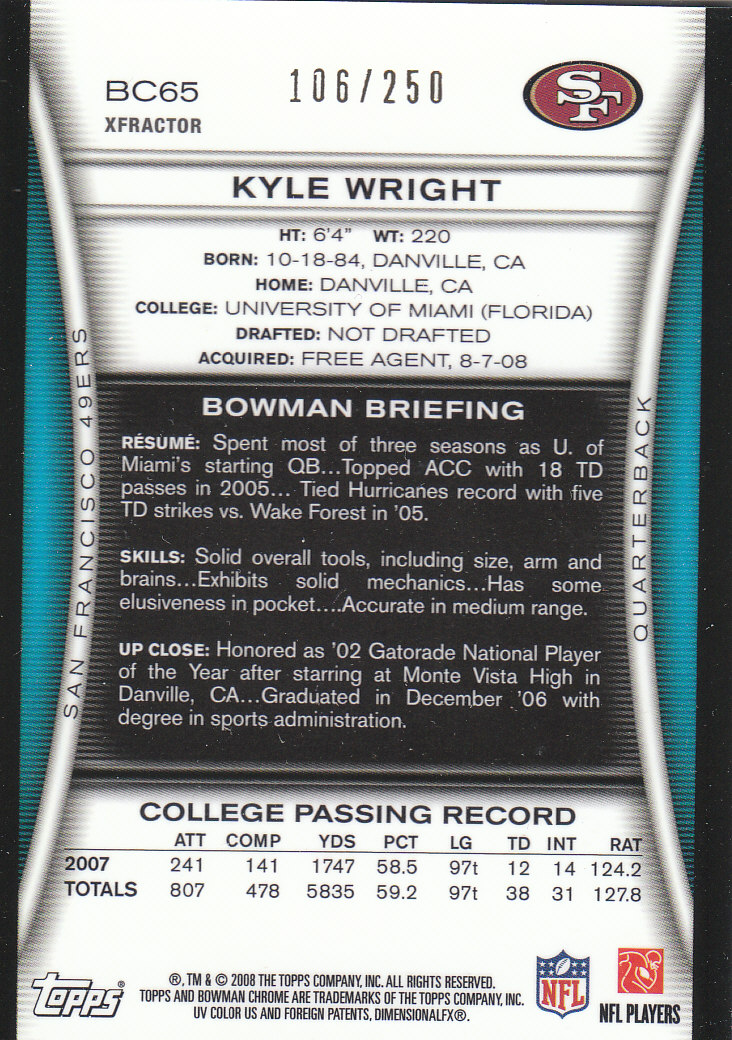 BC65
106/250
SF
XFRACTOR
KYLE WRIGHT
HT: 6'4" WT: 220
BORN: 10-18-84, DANVILLE, CA
HOME: DANVILLE, CA
COLLEGE: UNIVERSITY OF MIAMI (FLORIDA)
DRAFTED: NOT DRAFTED
ACQUIRED: FREE AGENT, 8-7-08
SAN FRANCISCO 49ERS
QUARTERBACK
BOWMAN BRIEFING
RÉSUMÉ: Spent most of three seasons as U. of
Miami's starting QB...Topped ACC with 18 TD
passes in 2005... Tied Hurricanes record with five
TD strikes vs. Wake Forest in '05.
SKILLS: Solid overall tools, including size, arm and
brains...Exhibits solid mechanics...Has some
elusiveness in pocket....Accurate in medium range.
UP CLOSE: Honored as '02 Gatorade National Player
of the Year after starring at Monte Vista High in
Danville, CA...Graduated in December '06 with
degree in sports administration.
COLLEGE PASSING RECORD
ATT COMP YDS PCT LG TD INT RAT
2007 241 141 1747 58.5 97t 12 14 124.2
TOTALS 807 478 5835 59.2 97t 38 31 127.8
topps®
®, TM & © 2008 THE TOPPS COMPANY, INC. ALL RIGHTS RESERVED.
TOPPS AND BOWMAN CHROME ARE TRADEMARKS OF THE TOPPS COMPANY, INC.
UV COLOR US AND FOREIGN PATENTS, DIMENSIONALFX®.
NFL
NFL PLAYERS